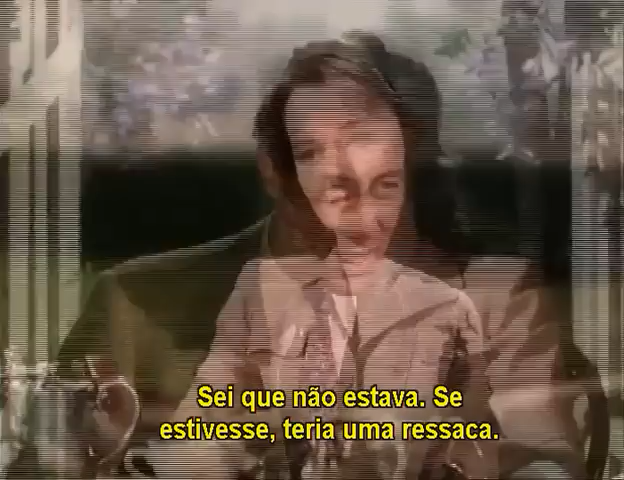 Sei que não estava. Se
estivesse, teria uma ressaca.